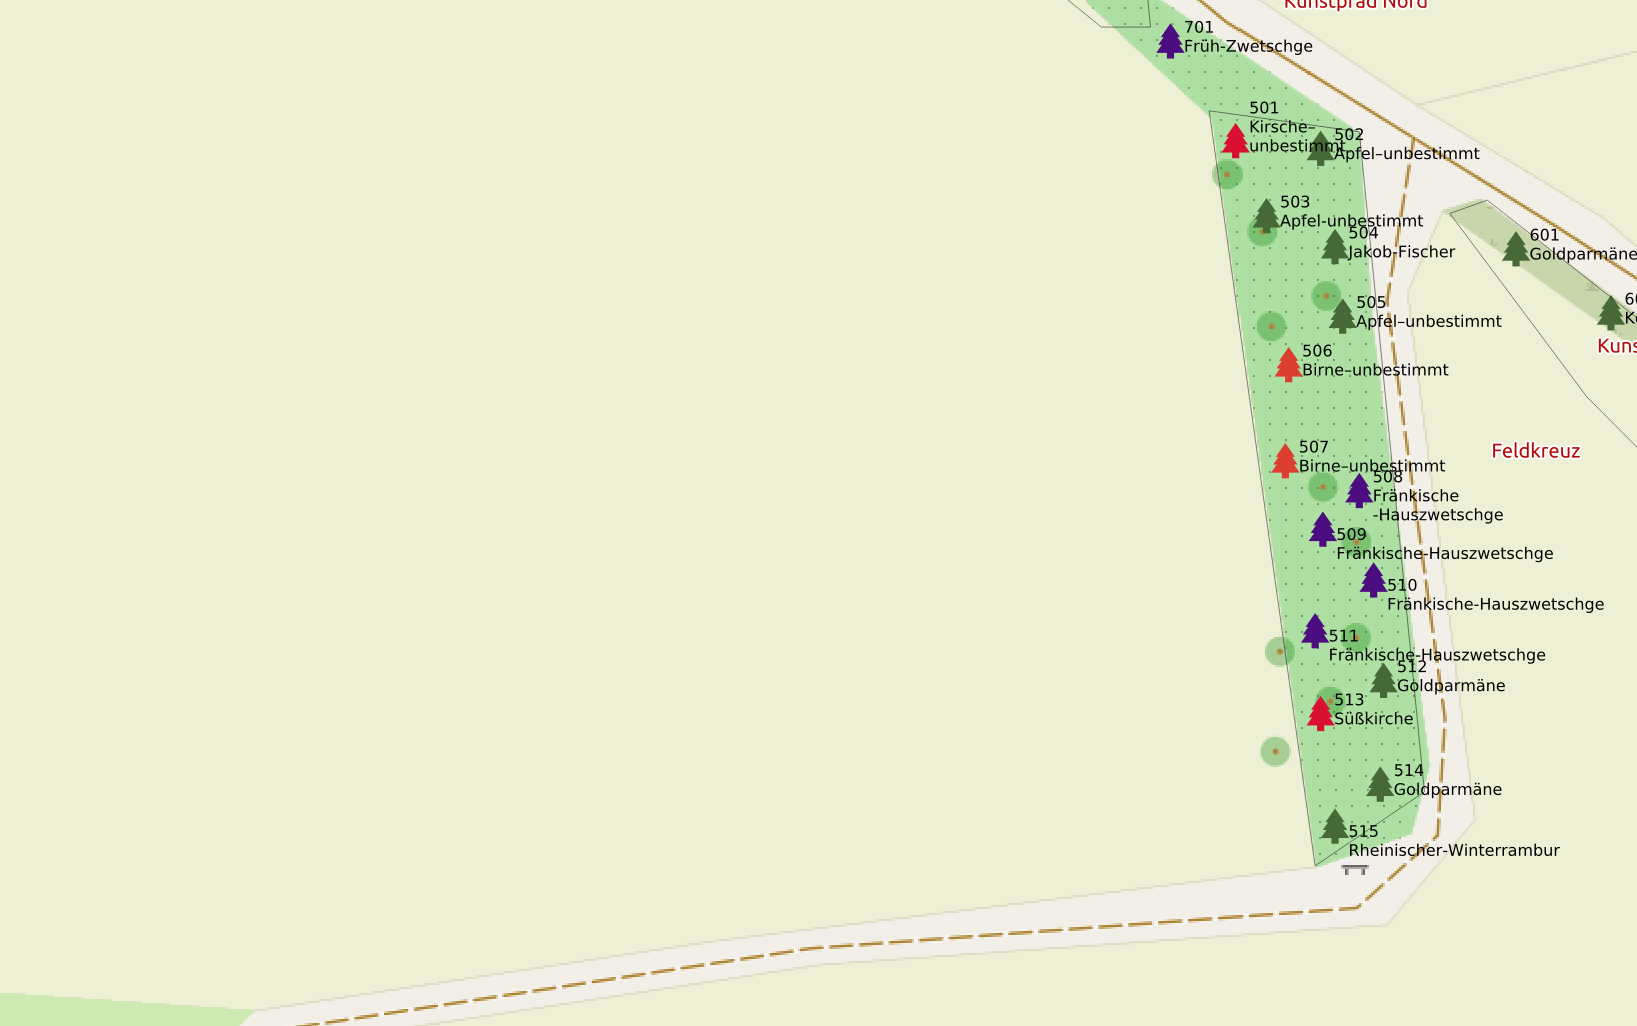 Kunstpfad Nord
701
Früh-Zwetschge
501
Kirsche–
unbestimmt
502
Apfel–unbestimmt
503
Apfel-unbestimmt
504
Jakob-Fischer
601
Goldparmäne
505
Apfel–unbestimmt
506
Birne–unbestimmt
Feldkreuz
507
Birne–unbestimmt
508
Fränkische
-Hauszwetschge
509
Fränkische-Hauszwetschge
510
Fränkische-Hauszwetschge
511
Fränkische-Hauszwetschge
512
Goldparmäne
513
Süßkirche
514
Goldparmäne
515
Rheinischer-Winterrambur